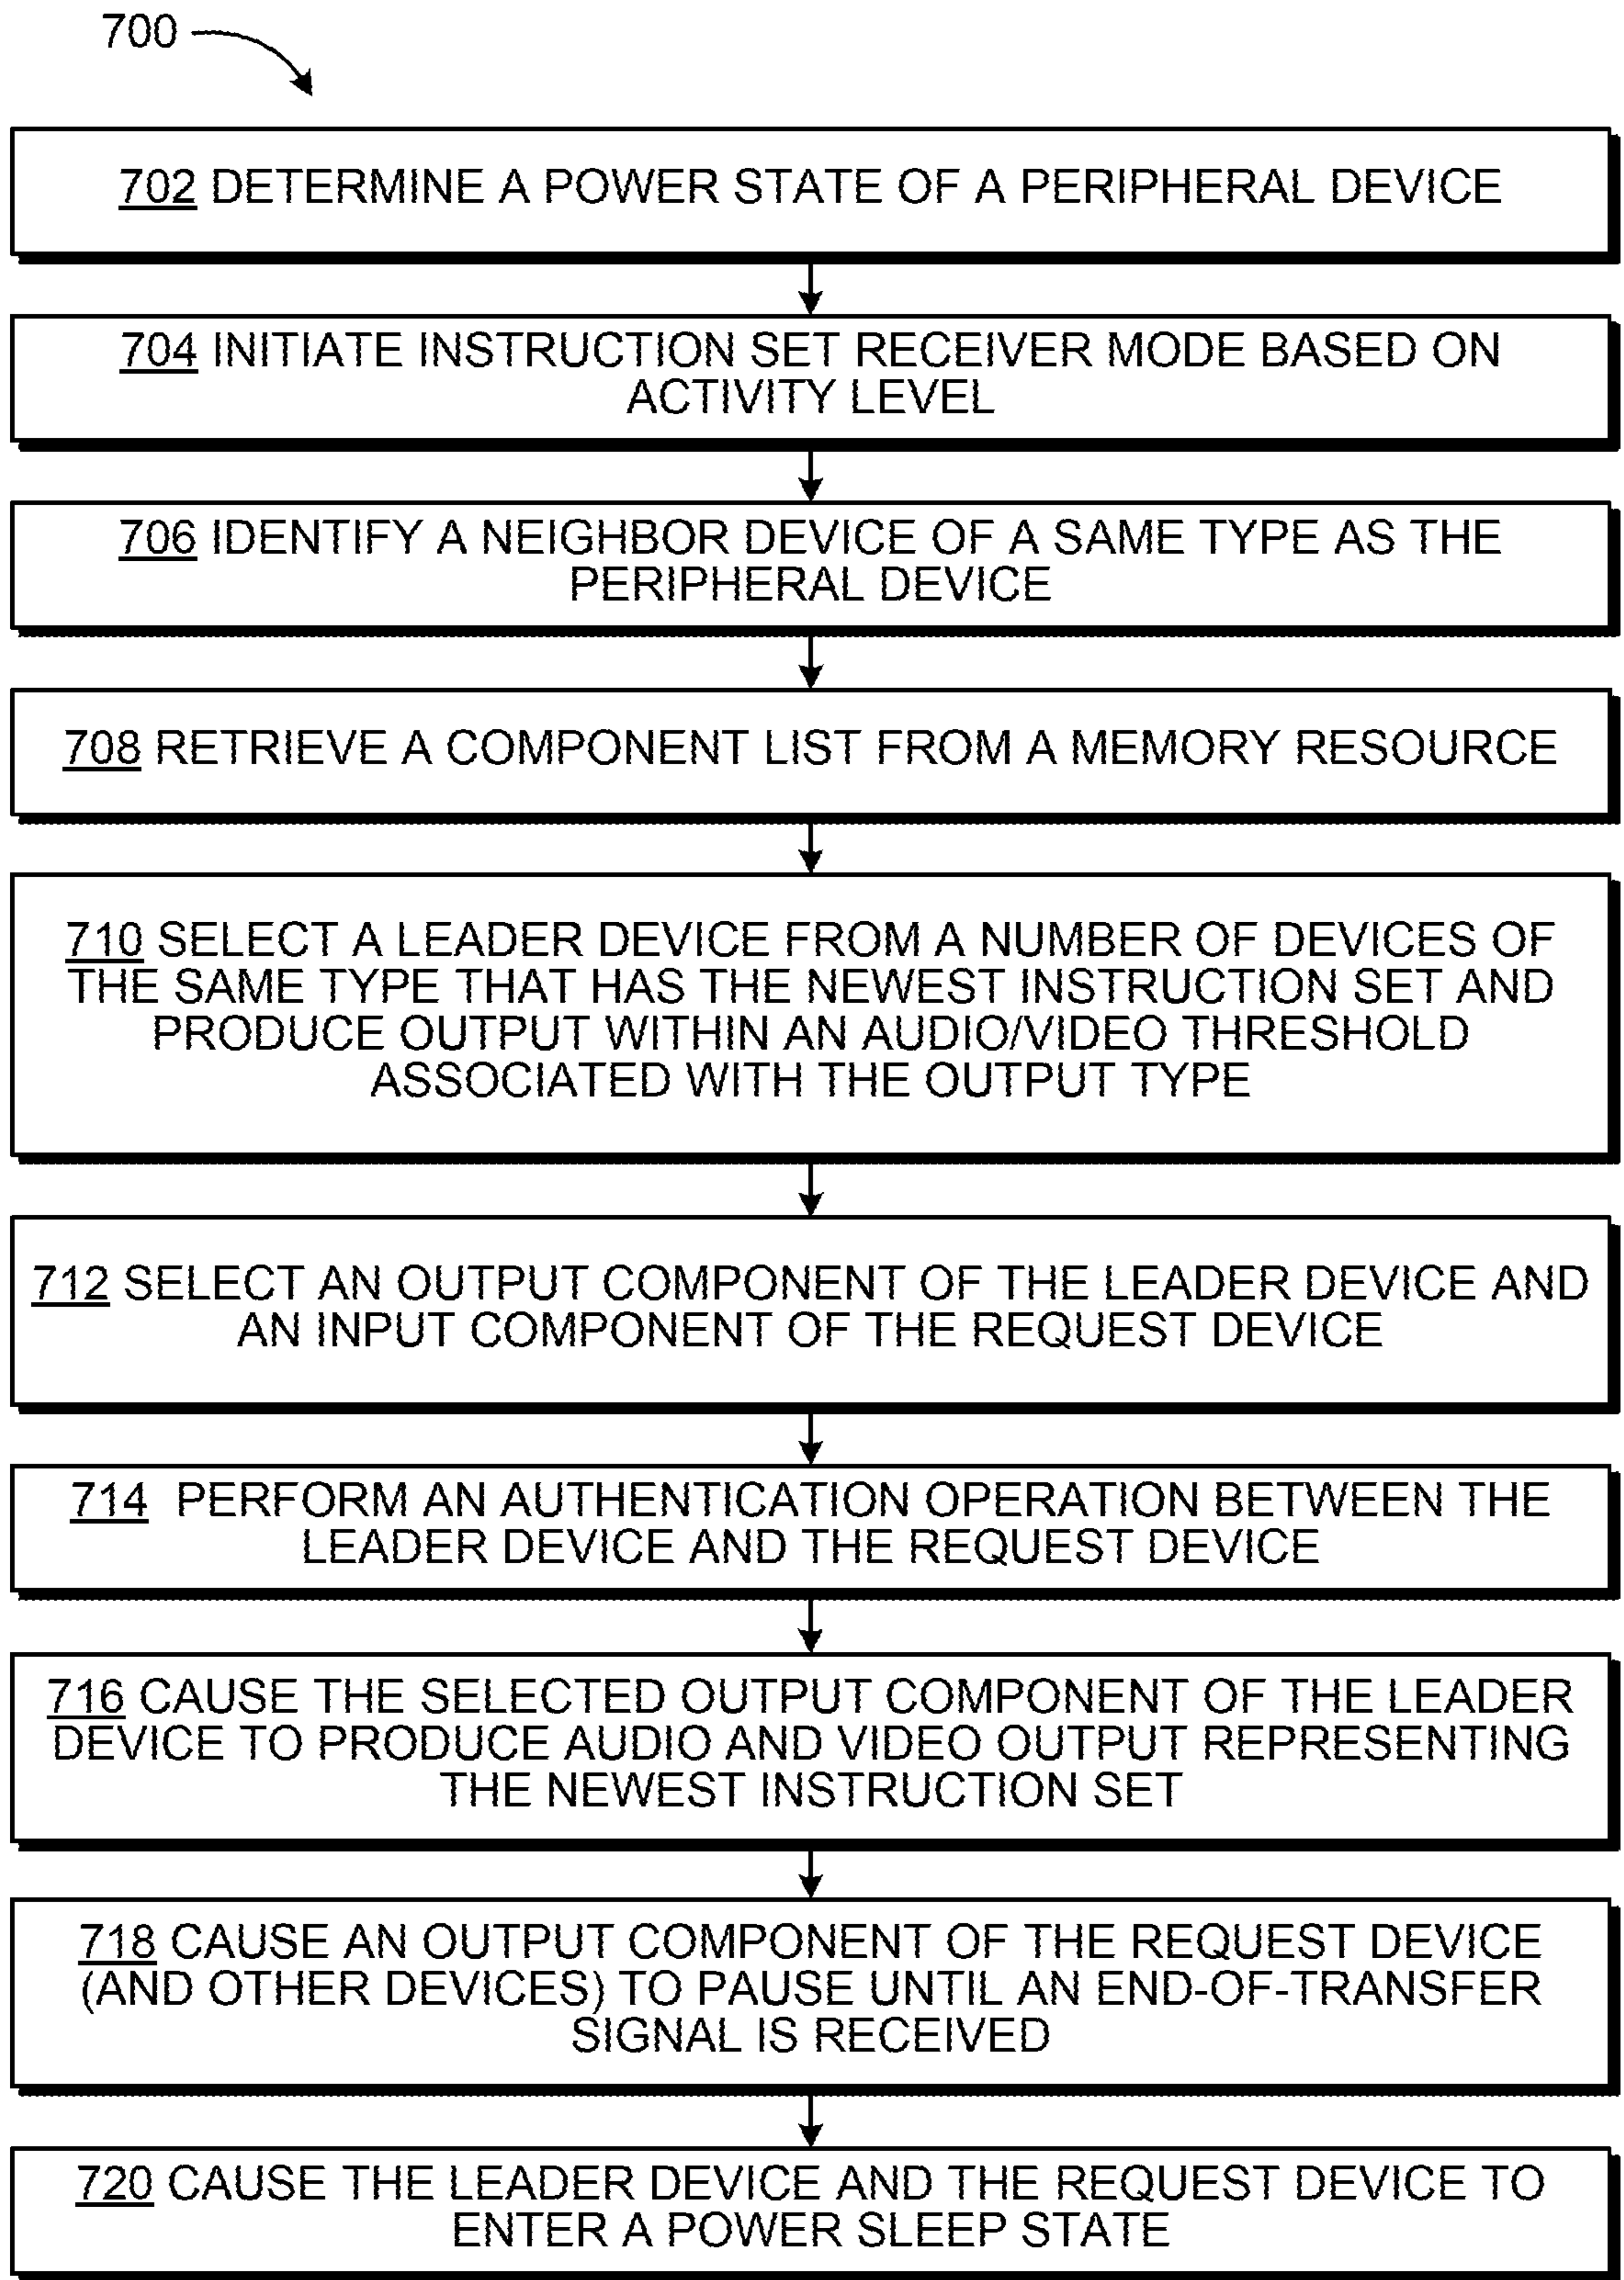 700
702 DETERMINE A POWER STATE OF A PERIPHERAL DEVICE
704 INITIATE INSTRUCTION SET RECEIVER MODE BASED ON
ACTIVITY LEVEL
706 IDENTIFY A NEIGHBOR DEVICE OF A SAME TYPE AS THE
PERIPHERAL DEVICE
708 RETRIEVE A COMPONENT LIST FROM A MEMORY RESOURCE
710 SELECT A LEADER DEVICE FROM A NUMBER OF DEVICES OF
THE SAME TYPE THAT HAS THE NEWEST INSTRUCTION SET AND
PRODUCE OUTPUT WITHIN AN AUDIO/VIDEO THRESHOLD
ASSOCIATED WITH THE OUTPUT TYPE
712 SELECT AN OUTPUT COMPONENT OF THE LEADER DEVICE AND
AN INPUT COMPONENT OF THE REQUEST DEVICE
714 PERFORM AN AUTHENTICATION OPERATION BETWEEN THE
LEADER DEVICE AND THE REQUEST DEVICE
716 CAUSE THE SELECTED OUTPUT COMPONENT OF THE LEADER
DEVICE TO PRODUCE AUDIO AND VIDEO OUTPUT REPRESENTING
THE NEWEST INSTRUCTION SET
718 CAUSE AN OUTPUT COMPONENT OF THE REQUEST DEVICE
(AND OTHER DEVICES) TO PAUSE UNTIL AN END-OF-TRANSFER
SIGNAL IS RECEIVED
720 CAUSE THE LEADER DEVICE AND THE REQUEST DEVICE TO
ENTER A POWER SLEEP STATE